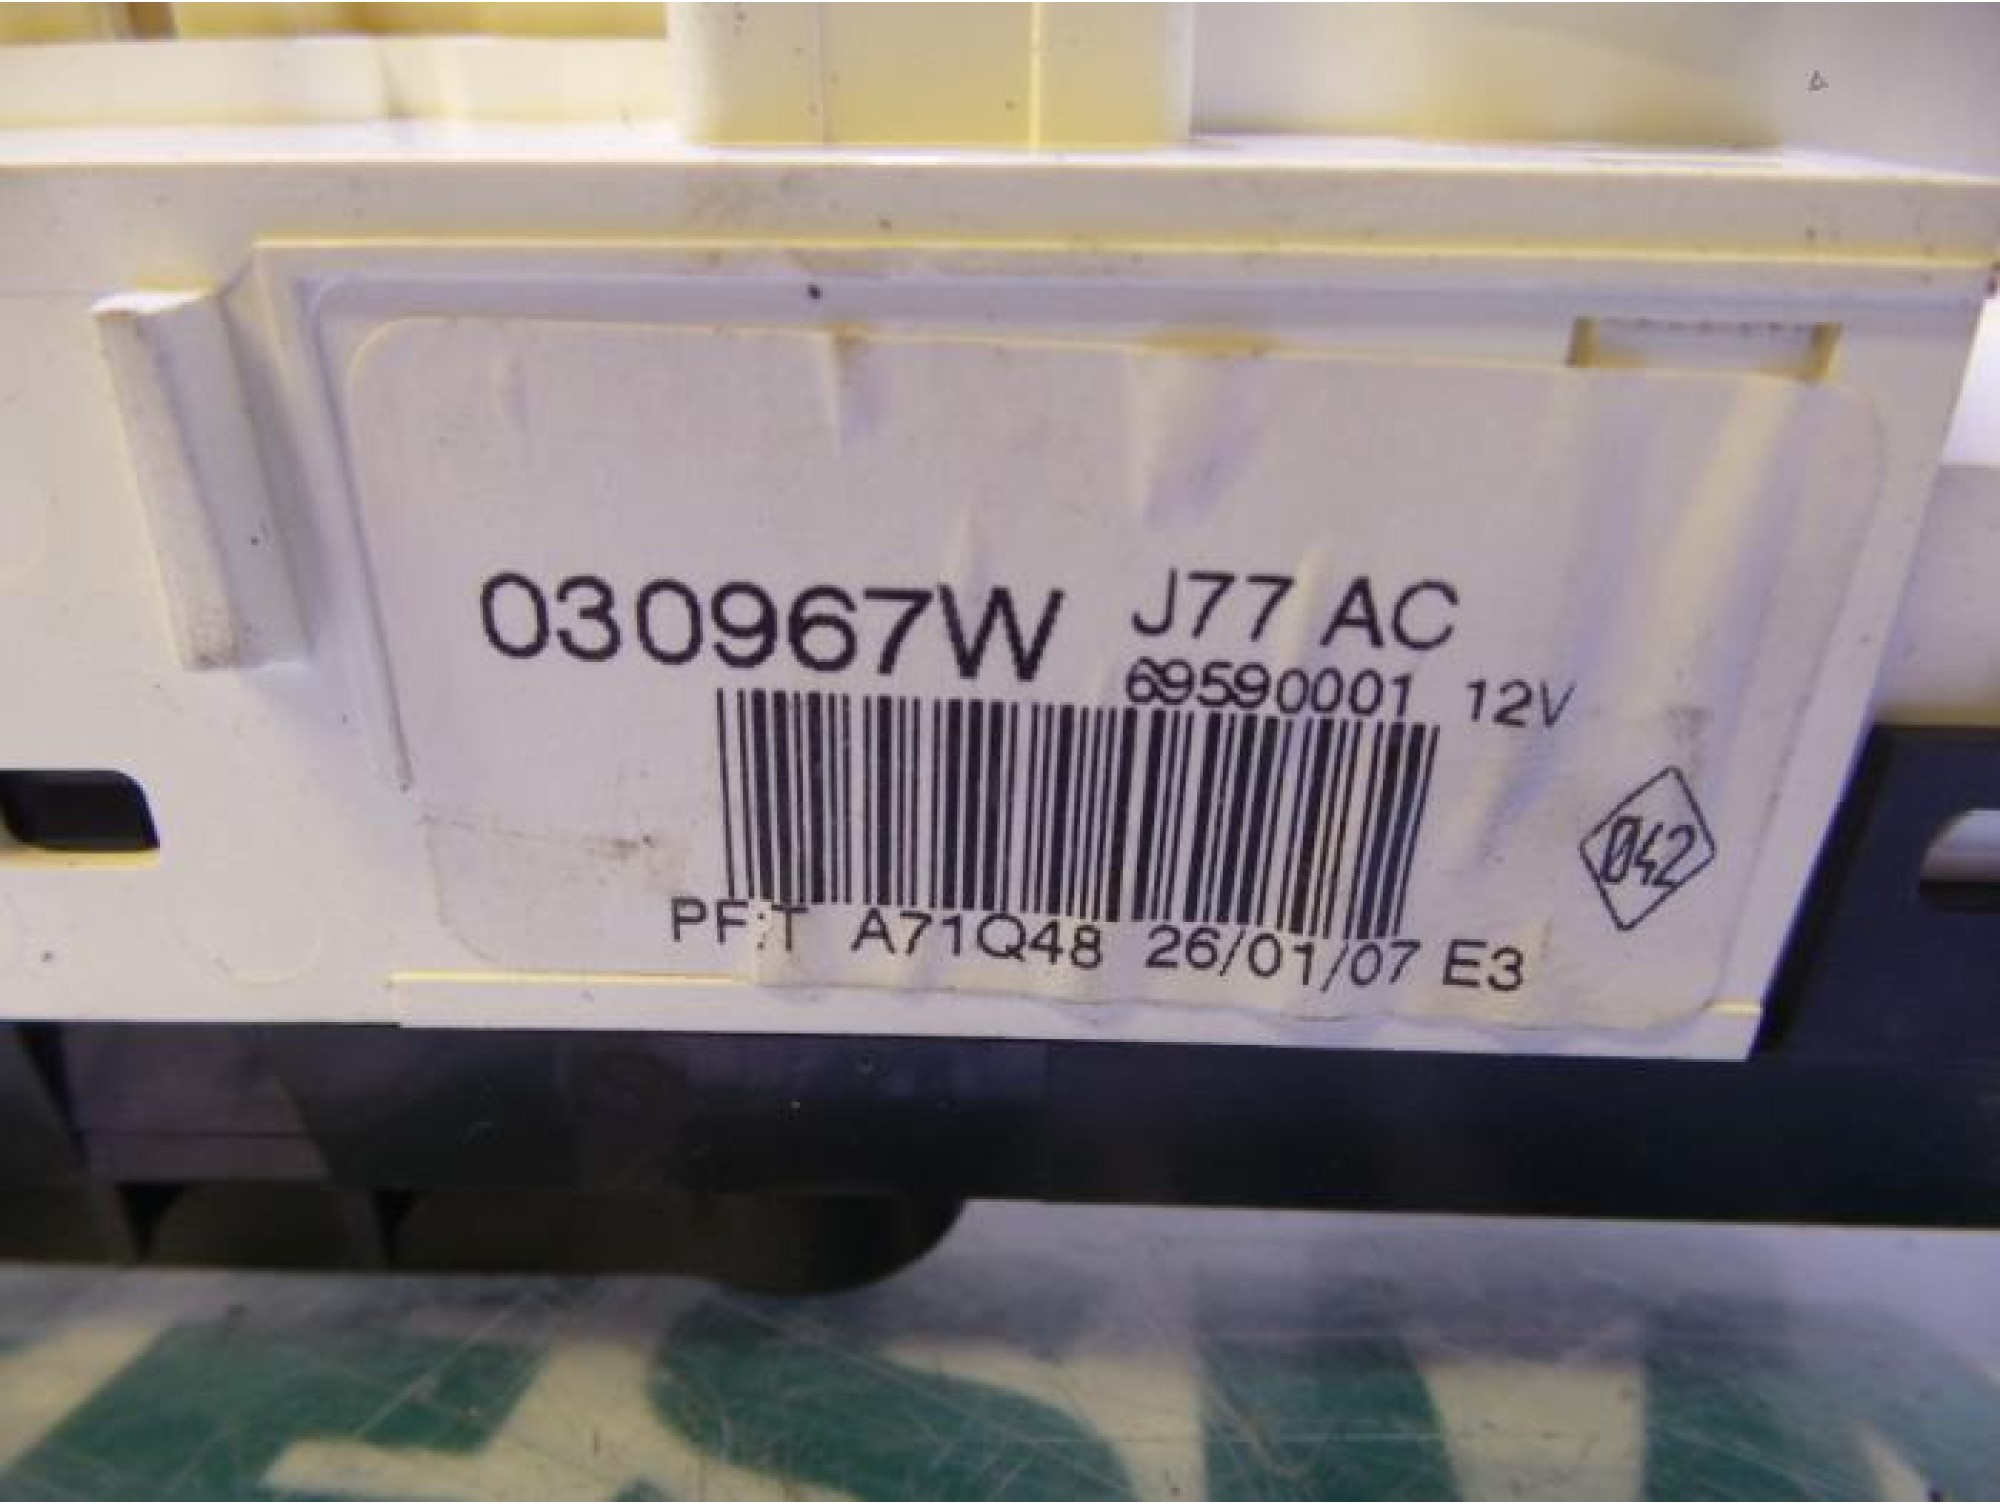 030967W J77 AC
69590001 12V
042
PF:T A71Q48 26/01/07 E3